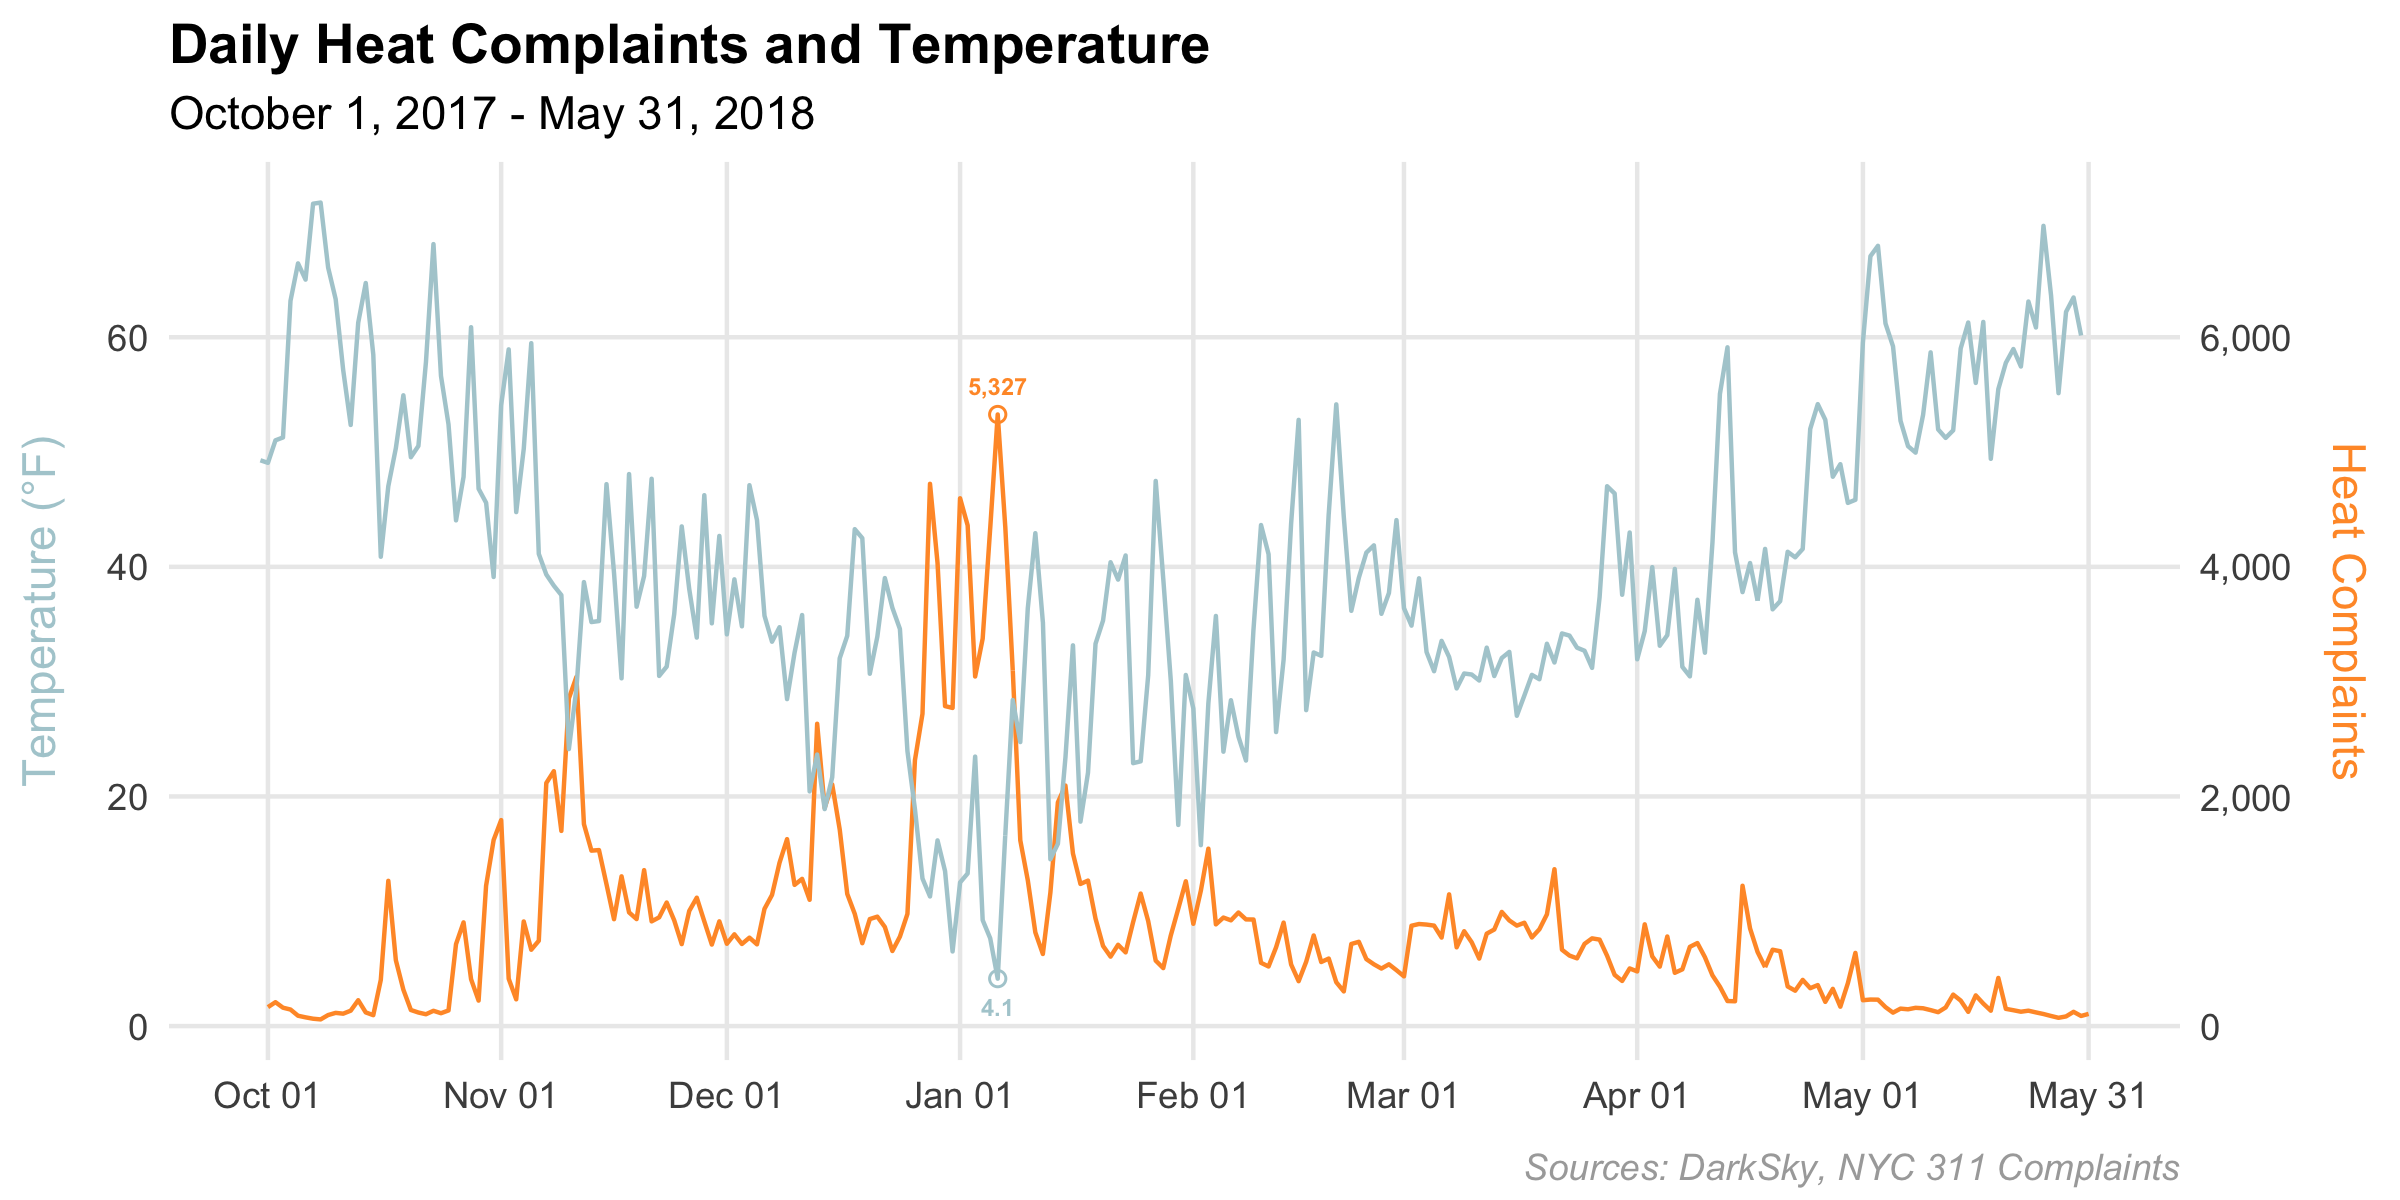 Daily Heat Complaints and Temperature
October 1, 2017 - May 31, 2018
Temperature (°F)
60
40
20
0
5,327
4.1
6,000
4,000
2,000
0
Heat Complaints
Oct 01
Nov 01
Dec 01
Jan 01
Feb 01
Mar 01
Apr 01
May 01
May 31
Sources: DarkSky, NYC 311 Complaints